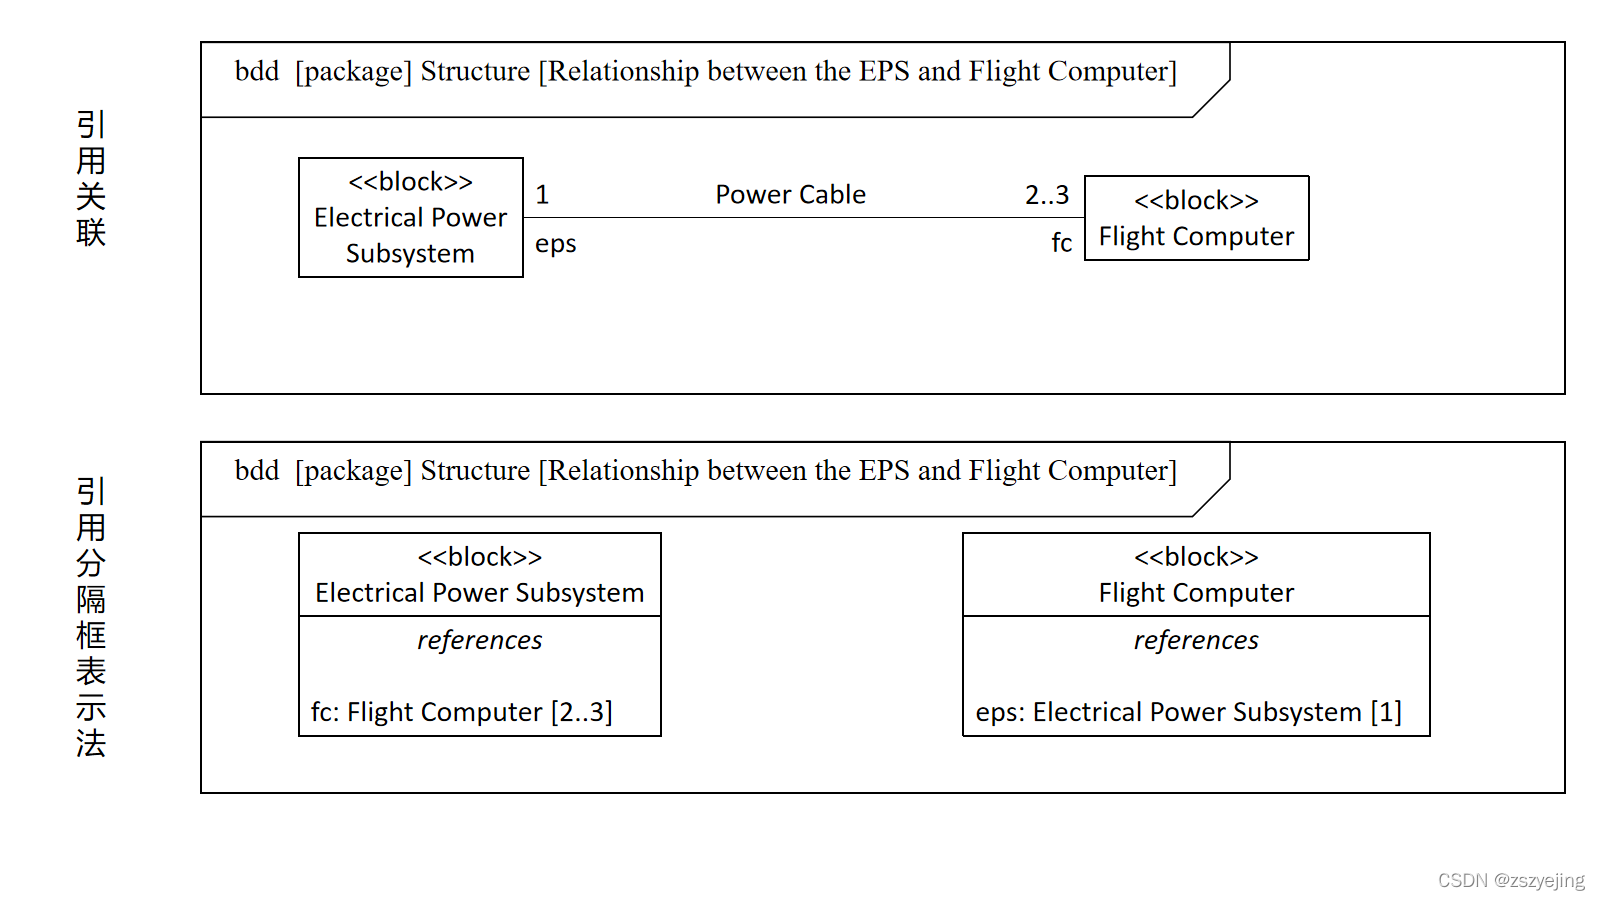 引用关联
bdd [package] Structure [Relationship between the EPS and Flight Computer]
<<block>>
Electrical Power
Subsystem
1
Power Cable
2..3
eps
fc
<<block>>
Flight Computer
引用分隔框表示法
bdd [package] Structure [Relationship between the EPS and Flight Computer]
<<block>>
Electrical Power Subsystem
references
fc: Flight Computer [2..3]
<<block>>
Flight Computer
references
eps: Electrical Power Subsystem [1]
CSDN @zszyejing